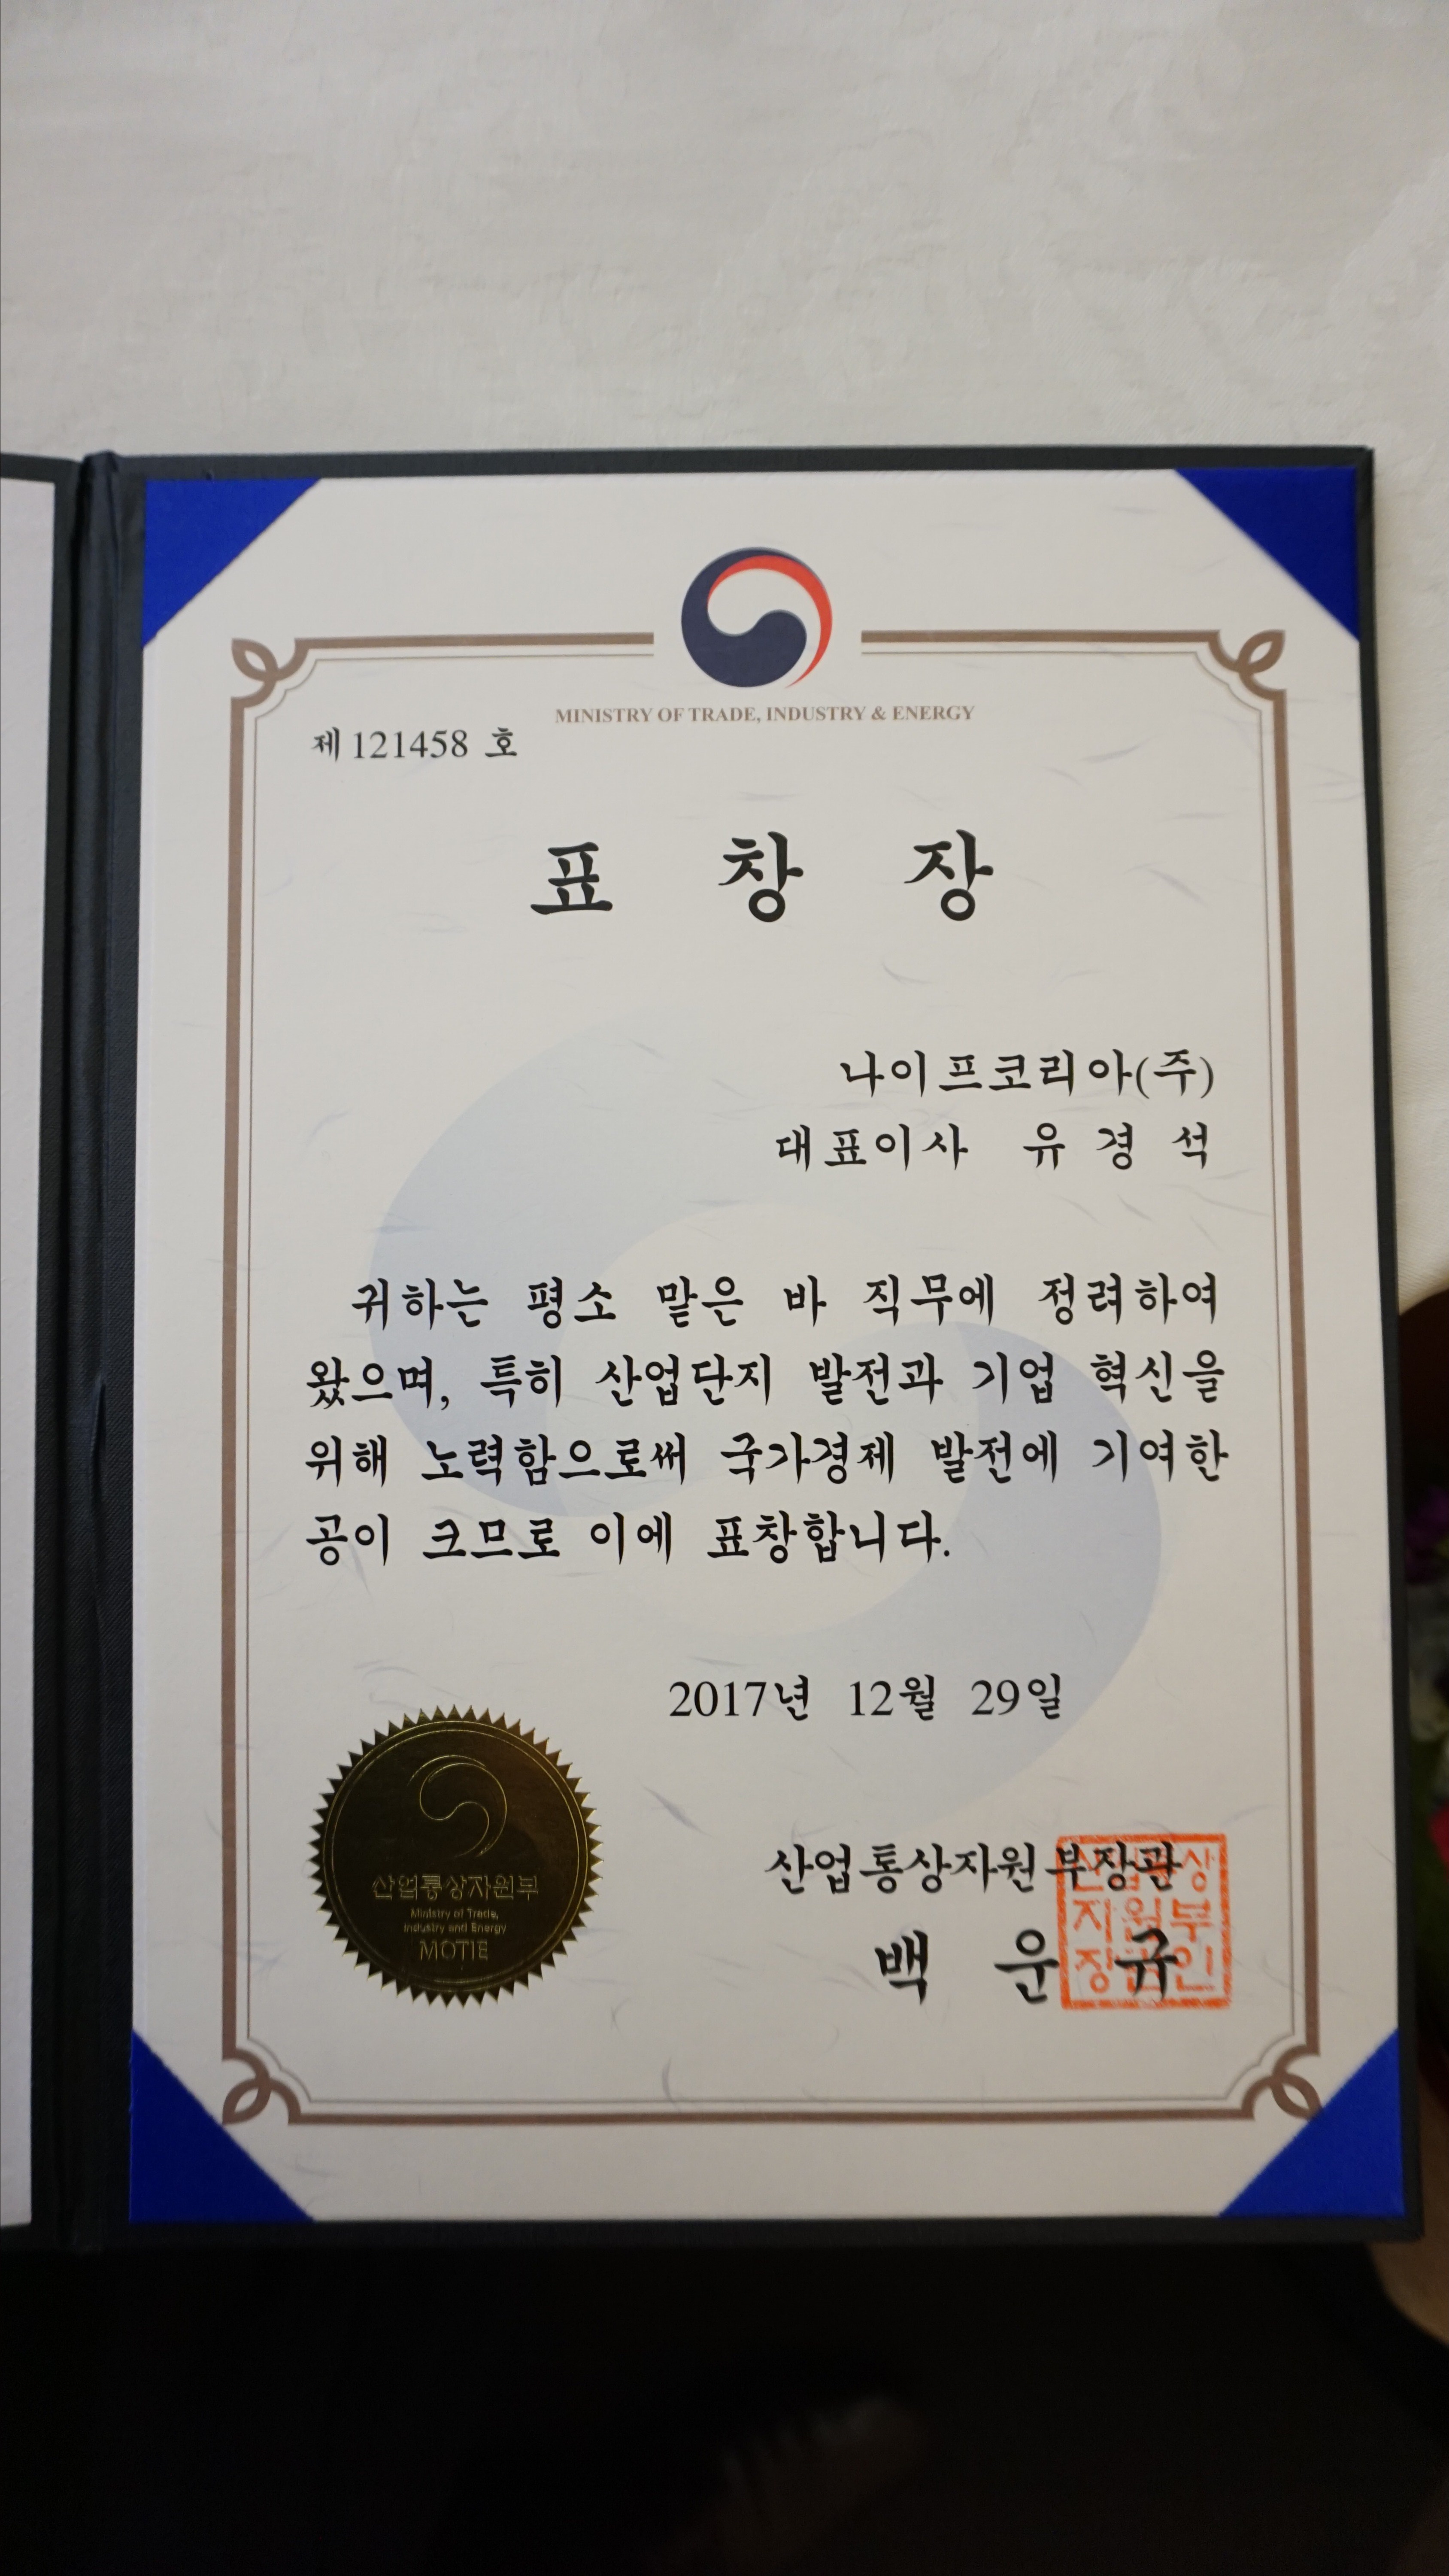 MINISTRY OF TRADE, INDUSTRY & ENERGY
제 121458 호
표 창 장
나이프코리아(주)
대표이사 유 경 석
귀하는 평소 맡은 바 직무에 정려하여
왔으며, 특히 산업단지 발전과 기업 혁신을
위해 노력함으로써 국가경제 발전에 기여한
공이 크므로 이에 표창합니다.
2017년 12월 29일
산업통상자원부
Ministry of Trade,
Industry and Energy
MOTIE
산업통상자원부장관
백 운 규
상
자원부
장 인